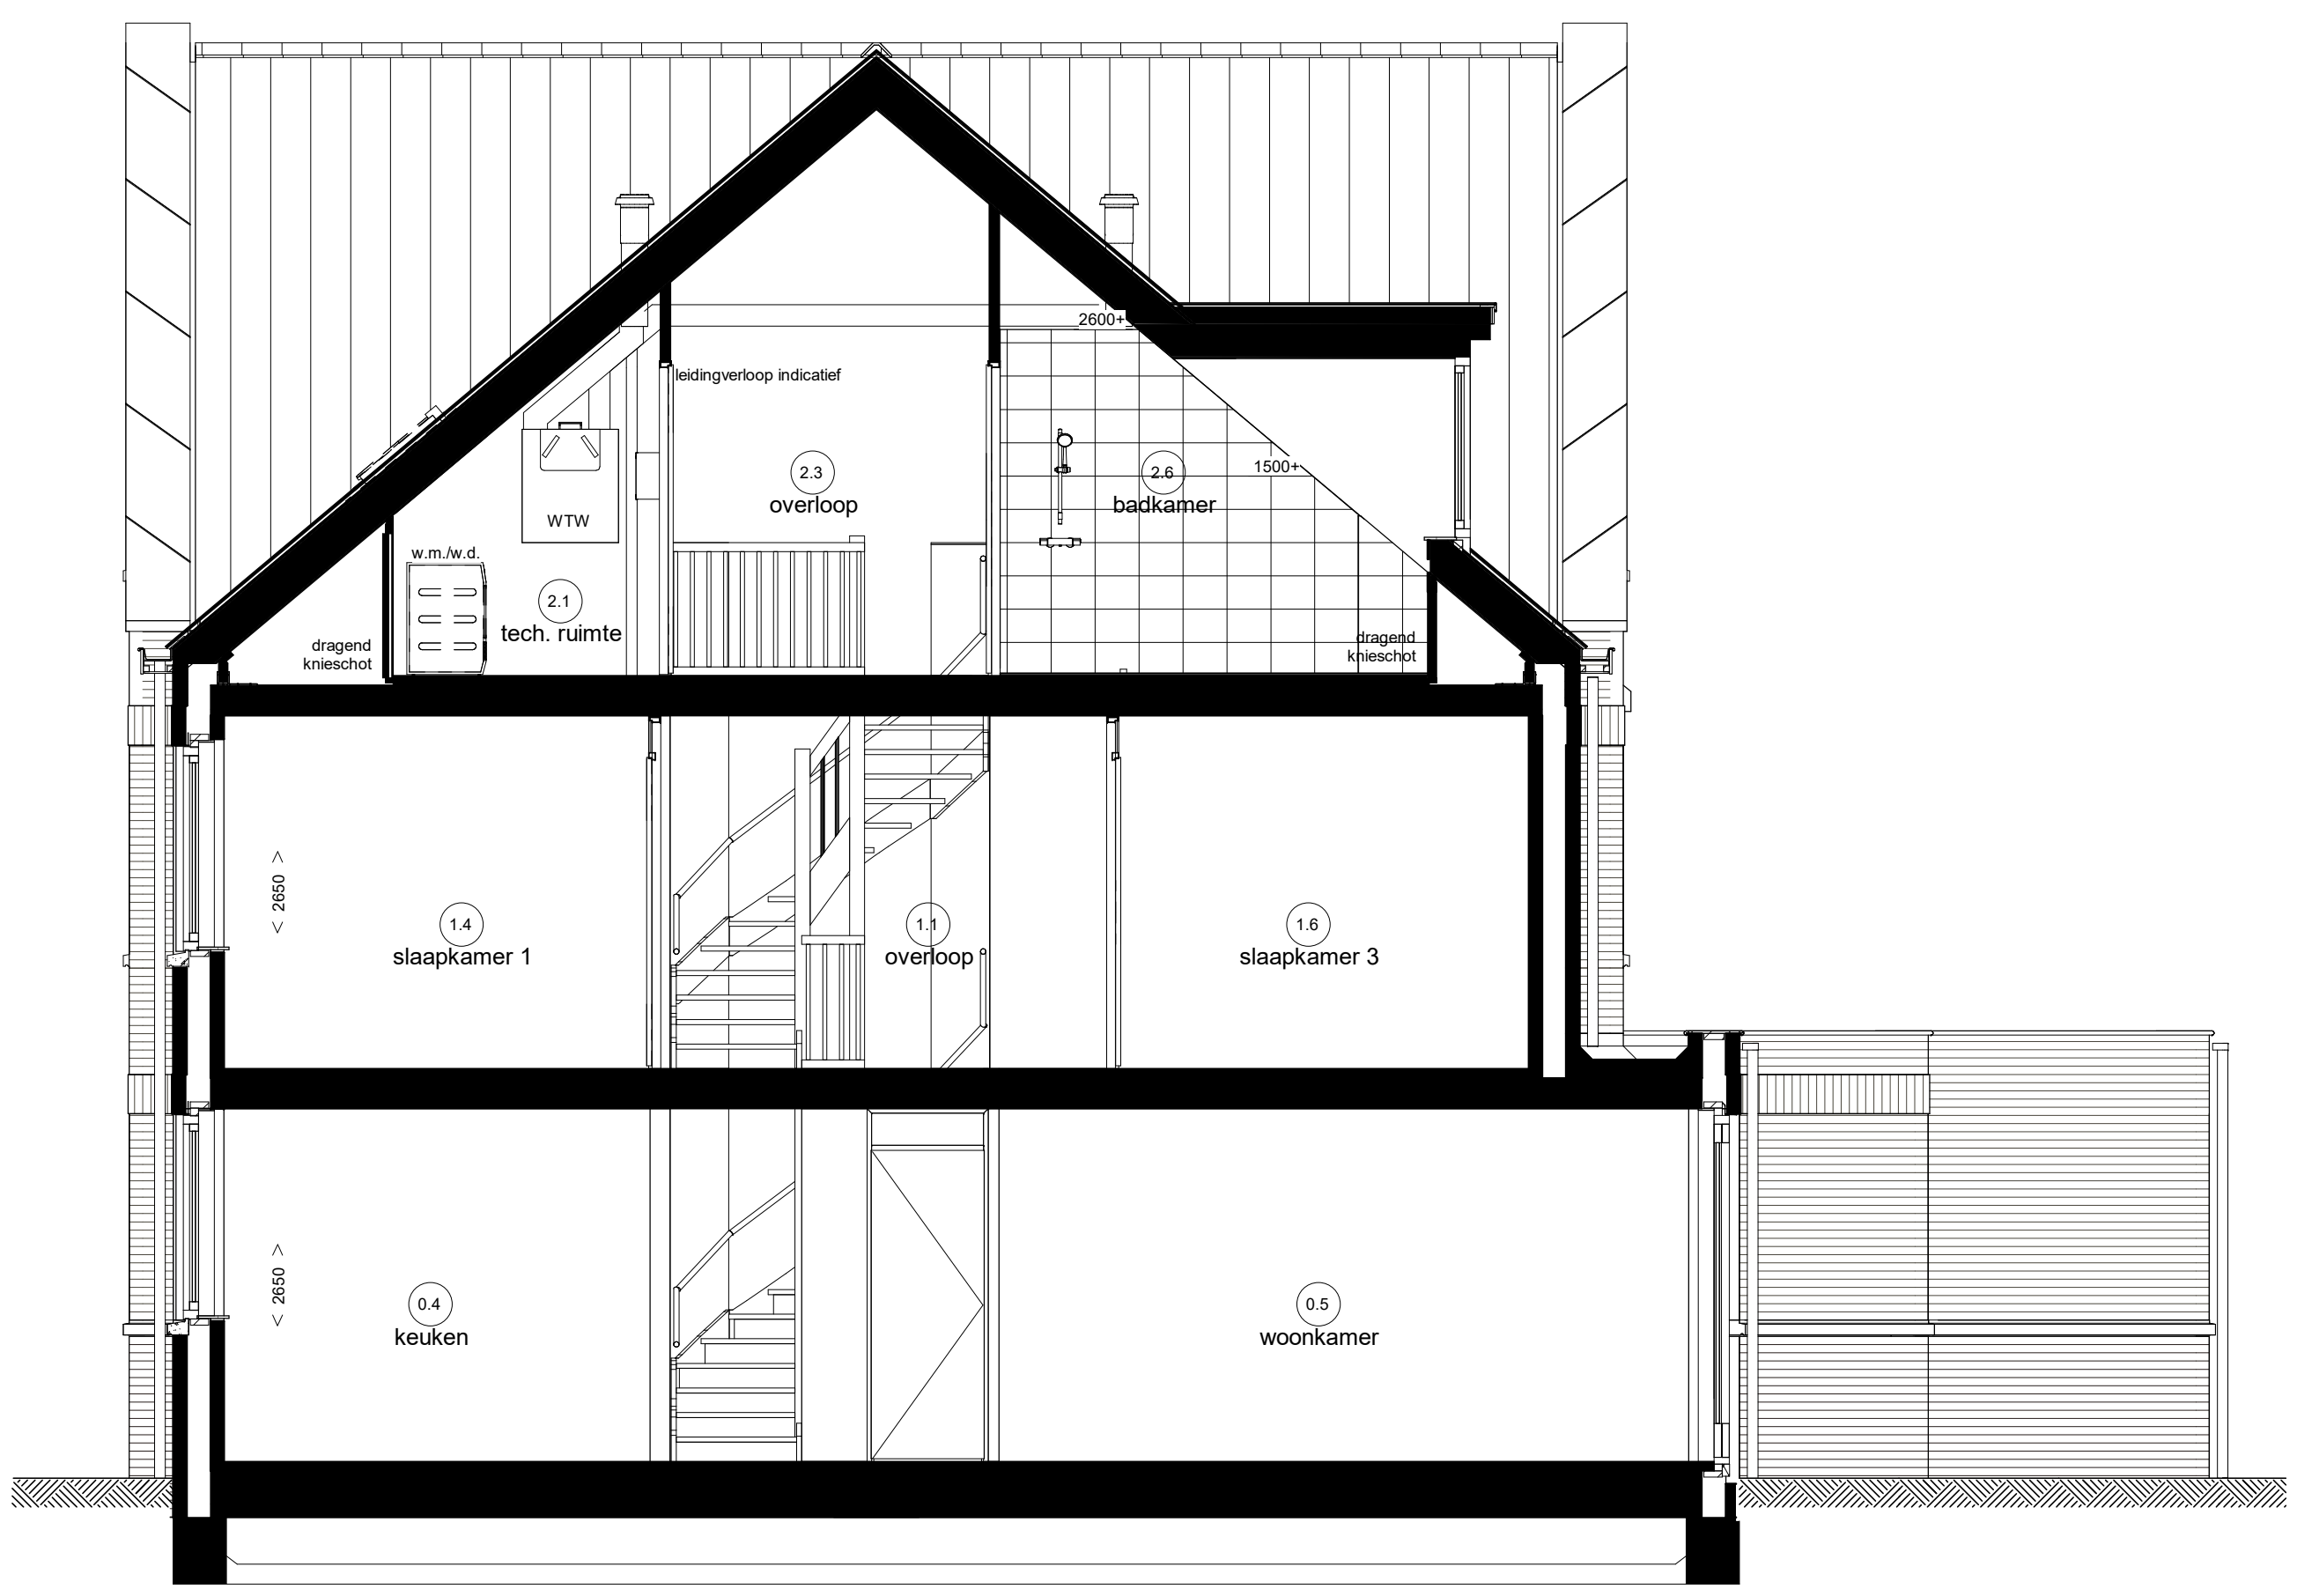 2600+
leidingverloop indicatief
1500+
2.3
overloop
2.6
badkamer
WTW
w.m./w.d.
2.1
tech. ruimte
dragend
knieschot
dragend
knieschot
< 2650 >
1.4
slaapkamer 1
1.1
overloop
1.6
slaapkamer 3
< 2650 >
0.4
keuken
0.5
woonkamer